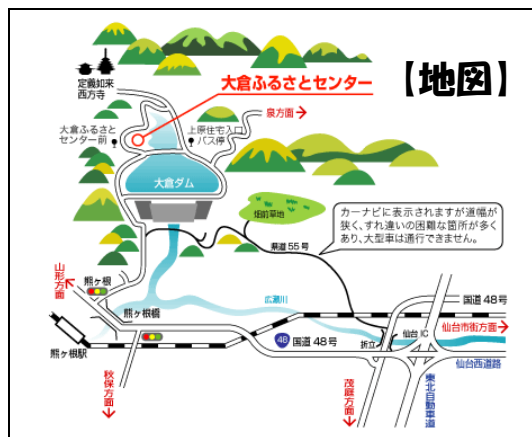 【地図】
大倉ふるさとセンター
定義如来
西方寺
泉方面
大倉ふるさと
センター前
上原住宅入口
バス停
大倉ダム
畑前草地
カーナビに表示されますが道幅が
狭く、すれ違いの困難な箇所が多く
あり、大型車は通行できません。
県道55号
山形方面
熊ヶ根
熊ヶ根橋
広瀬川
国道48号
仙台市街方面
熊ヶ根駅
48 国道48号
折立
仙台IC
仙台西道路
秋保方面
茂庭方面
東北自動車道